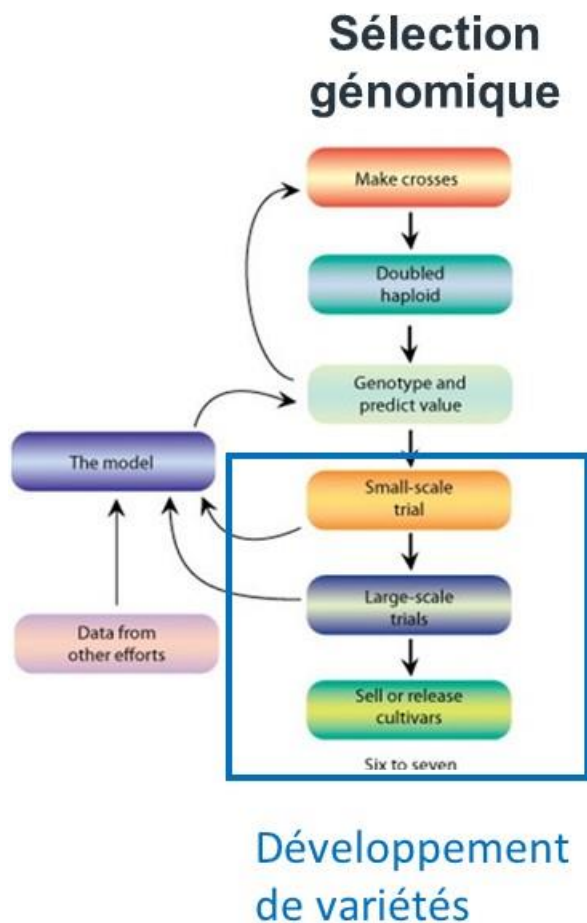 Sélection
génomique
Make crosses
Doubled
haploid
Genotype and
predict value
The model
Small-scale
trial
Large-scale
trials
Data from
other efforts
Sell or release
cultivars
Six to seven
Développement
de variétés